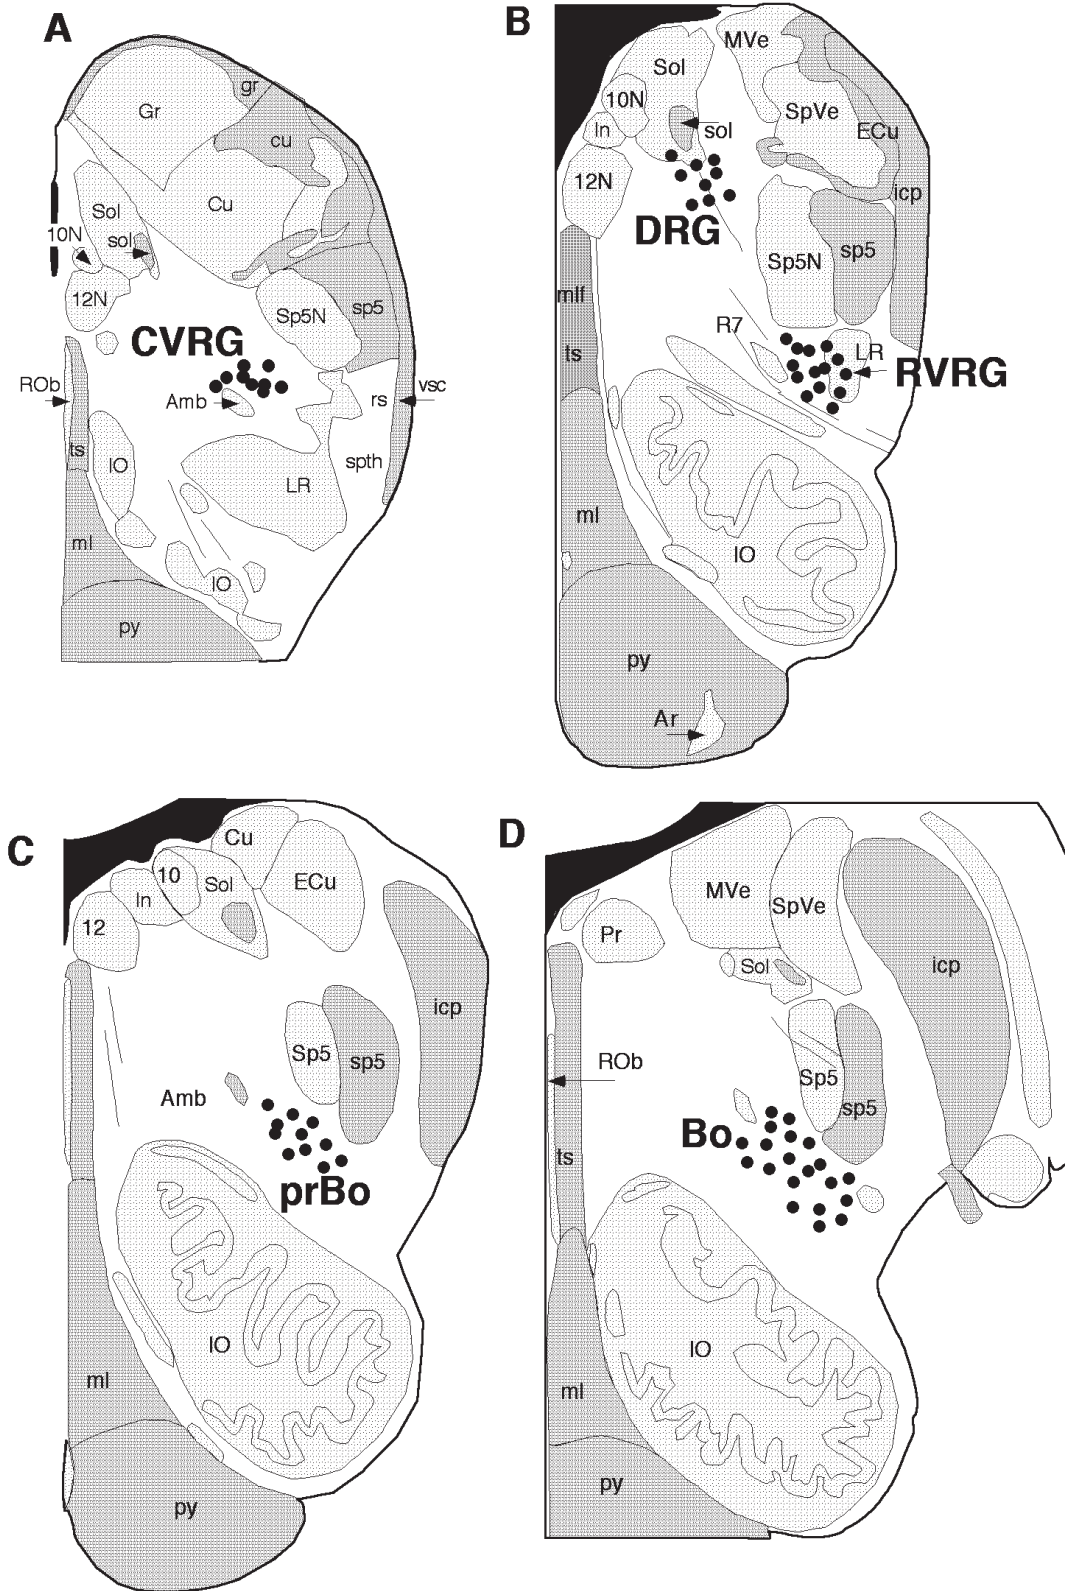 A
gr
Gr
cu
Cu
Sol
10N
sol
12N
Sp5N
sp5
CVRG
ROb
Amb
rs
vsc
ts
IO
spth
LR
ml
IO
py
B
MVe
Sol
10N
SpVe
In
sol
ECu
12N
icp
DRG
Sp5N
sp5
mlf
R7
ts
LR
RVRG
ml
IO
py
Ar
C
Cu
10
Sol
ECu
In
12
icp
Sp5
sp5
Amb
prBo
IO
ml
py
D
MVe
SpVe
Pr
Sol
icp
ROb
Sp5
sp5
Bo
ts
IO
ml
py